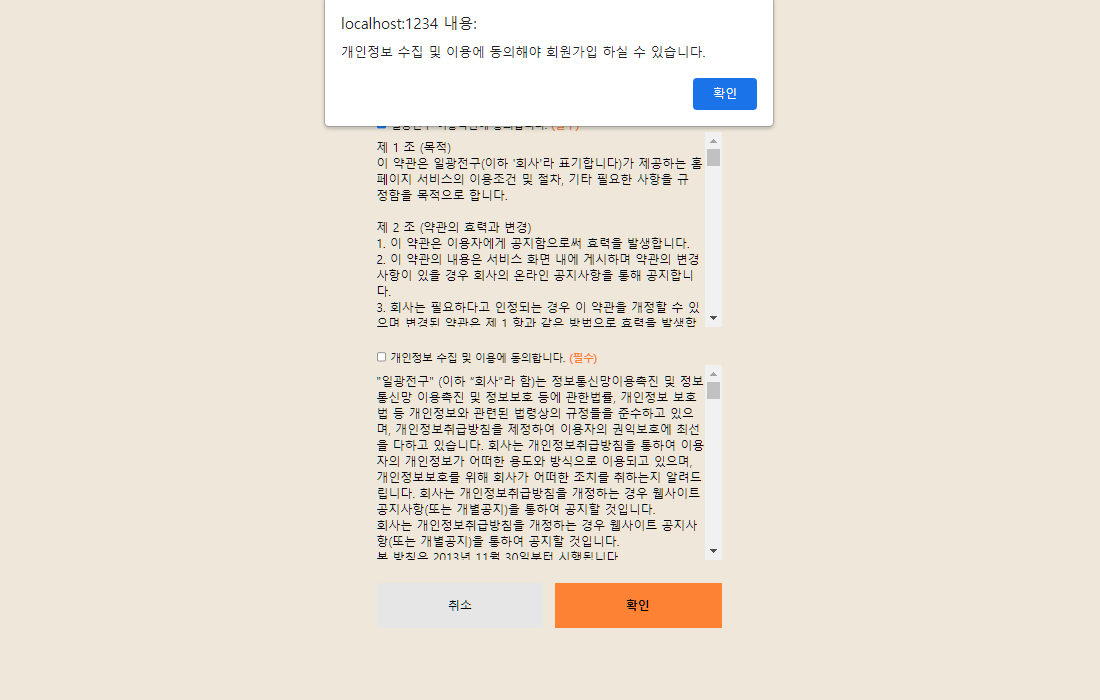 localhost:1234 내용:
개인정보 수집 및 이용에 동의해야 회원가입 하실 수 있습니다.
확인
제 1 조 (목적)
이 약관은 일광전구(이하 '회사'라 표기합니다)가 제공하는 홈
페이지 서비스의 이용조건 및 절차, 기타 필요한 사항을 규
정함을 목적으로 합니다.
제 2 조 (약관의 효력과 변경)
1. 이 약관은 이용자에게 공지함으로써 효력을 발생합니다.
2. 이 약관의 내용은 서비스 화면 내에 게시하며 약관의 변경
사항이 있을 경우 회사의 온라인 공지사항을 통해 공지합니
다.
3. 회사는 필요하다고 인정되는 경우 이 약관을 개정할 수 있
으며 변경된 약관은 제 1 항과 같은 방법으로 효력을 발생한
개인정보 수집 및 이용에 동의합니다. (필수)
"일광전구" (이하 "회사"라 함)는 정보통신망이용촉진 및 정보
통신망 이용촉진 및 정보보호 등에 관한법률, 개인정보 보호
법 등 개인정보와 관련된 법령상의 규정들을 준수하고 있으
며, 개인정보취급방침을 제정하여 이용자의 권익보호에 최선
을 다하고 있습니다. 회사는 개인정보취급방침을 통하여 이용
자의 개인정보가 어떠한 용도와 방식으로 이용되고 있으며,
개인정보보호를 위해 회사가 어떠한 조치를 취하는지 알려드
립니다. 회사는 개인정보취급방침을 개정하는 경우 웹사이트
공지사항(또는 개별공지)을 통하여 공지할 것입니다.
회사는 개인정보취급방침을 개정하는 경우 웹사이트 공지사
항(또는 개별공지)을 통하여 공지할 것입니다.
본 방침은 2013년 11월 30일부터 시행됩니다
취소
확인